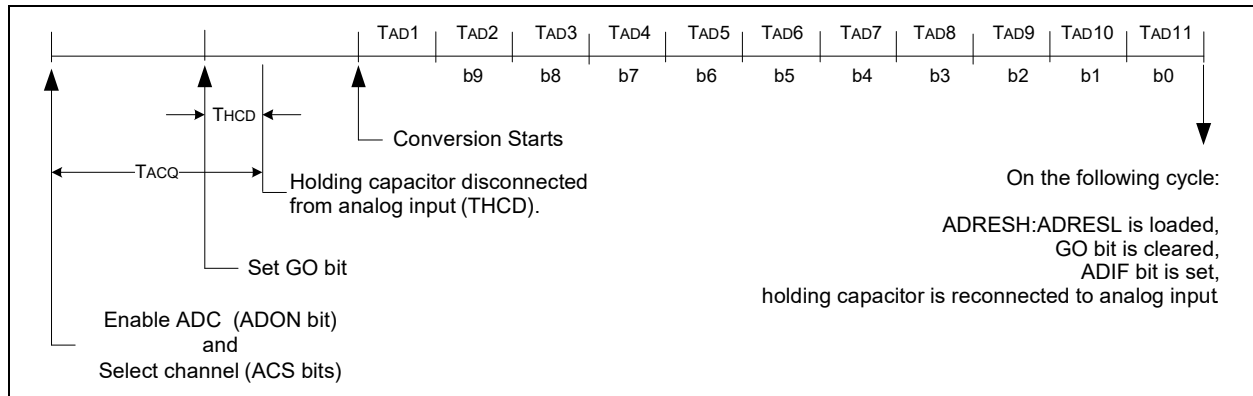 TAD1 TAD2 TAD3 TAD4 TAD5 TAD6 TAD7 TAD8 TAD9 TAD10 TAD11
b9 b8 b7 b6 b5 b4 b3 b2 b1 b0
THCD
Conversion Starts
TACQ
Holding capacitor disconnected
from analog input (THCD).
Set GO bit
Enable ADC (ADON bit)
and
Select channel (ACS bits)
On the following cycle:
ADRESH:ADRESL is loaded,
GO bit is cleared,
ADIF bit is set,
holding capacitor is reconnected to analog input